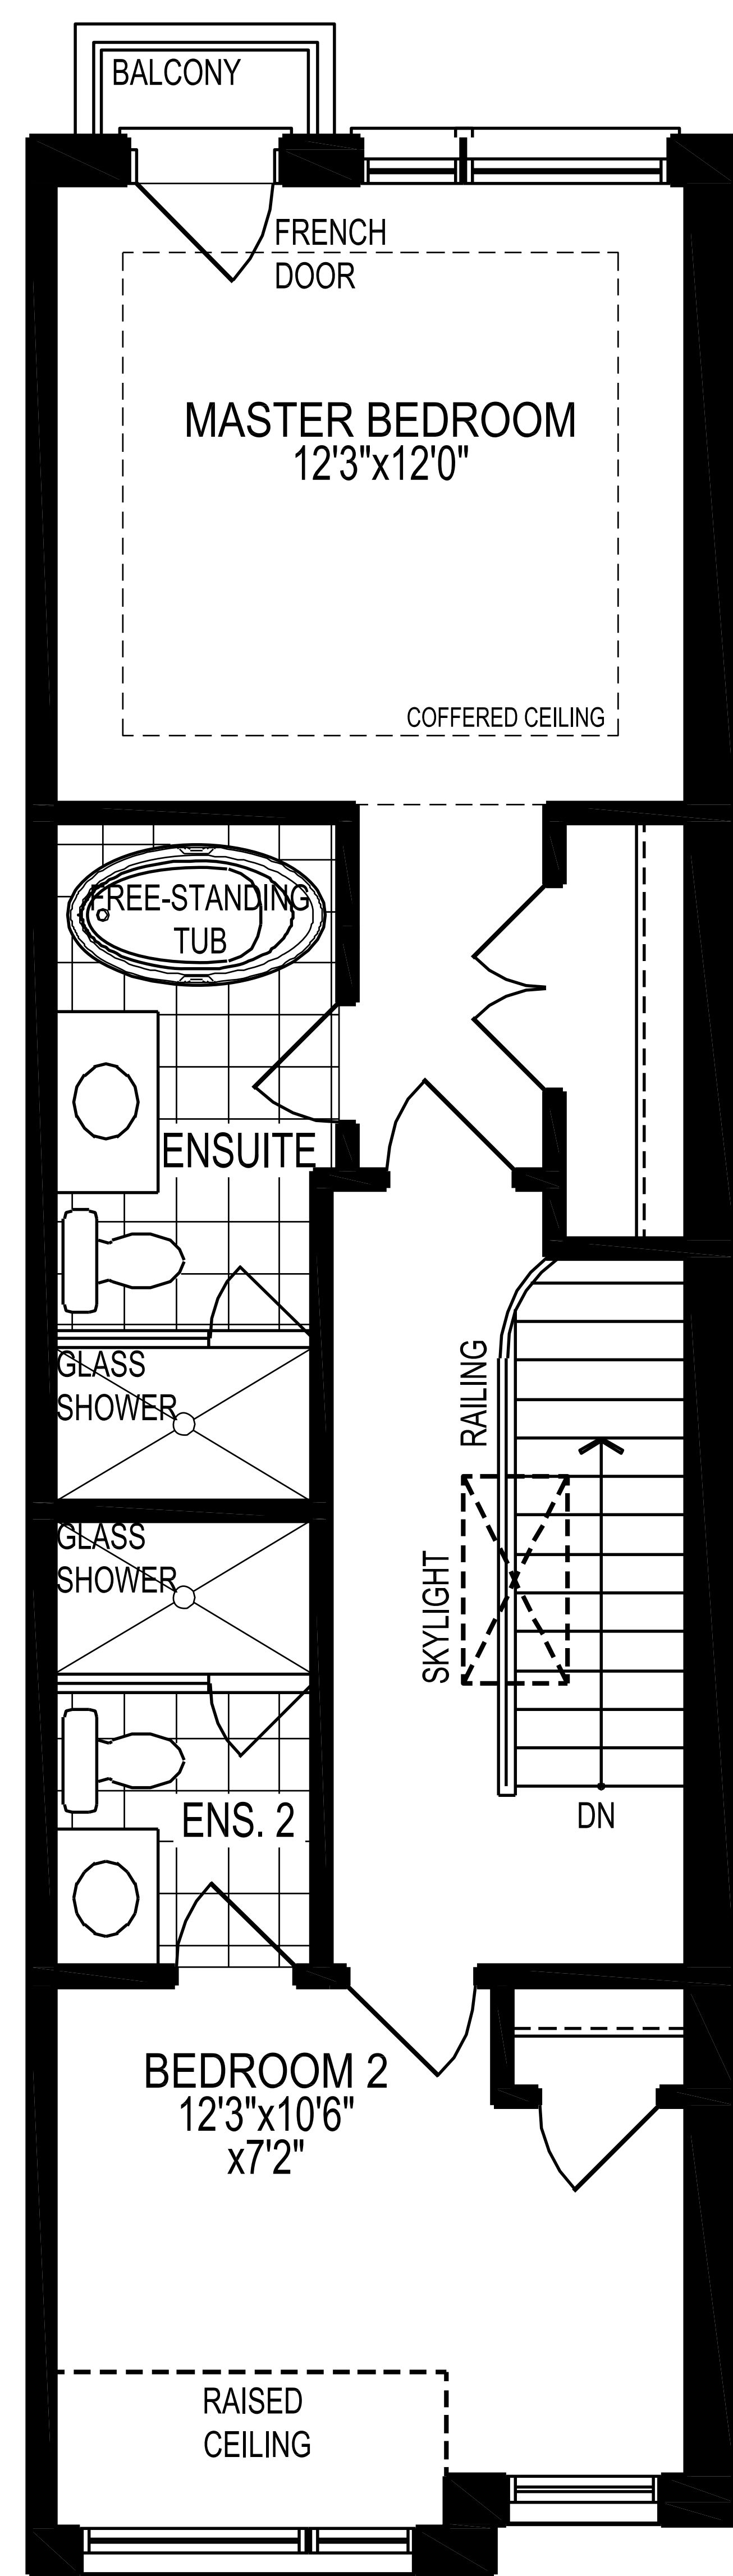 BALCONY
FRENCH
DOOR
MASTER BEDROOM
12'3"x12'0"
COFFERED CEILING
FREE-STANDING
TUB
ENSUITE
GLASS
SHOWER
RAILING
GLASS
SHOWER
SKYLIGHT
ENS. 2
DN
BEDROOM 2
12'3"x10'6"
x7'2"
RAISED
CEILING